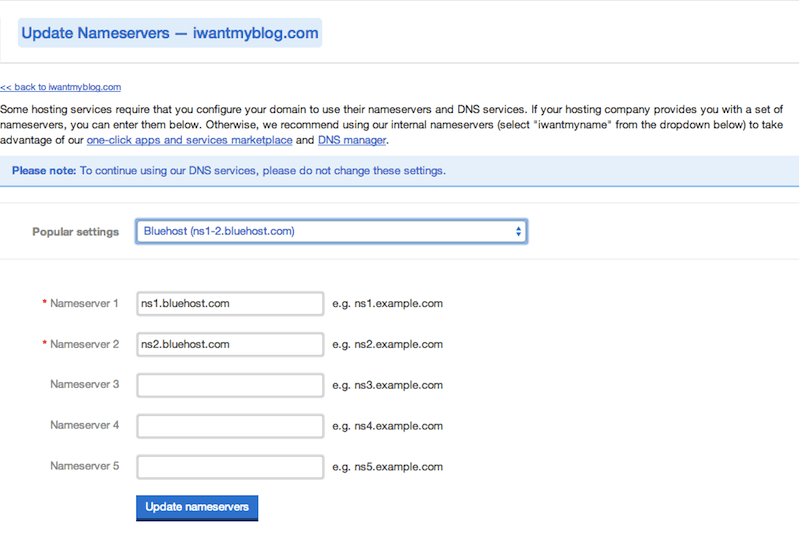 Update Nameservers — iwantmyblog.com
<< back to iwantmyblog.com
Some hosting services require that you configure your domain to use their nameservers and DNS services. If your hosting company provides you with a set of
nameservers, you can enter them below. Otherwise, we recommend using our internal nameservers (select "iwantmyname" from the dropdown below) to take
advantage of our one-click apps and services marketplace and DNS manager.
Please note: To continue using our DNS services, please do not change these settings.
Popular settings Bluehost (ns1-2.bluehost.com)
* Nameserver 1 ns1.bluehost.com e.g. ns1.example.com
* Nameserver 2 ns2.bluehost.com e.g. ns2.example.com
Nameserver 3 e.g. ns3.example.com
Nameserver 4 e.g. ns4.example.com
Nameserver 5 e.g. ns5.example.com
Update nameservers